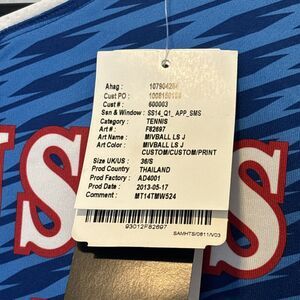 Ahag : 107904284
Cust PO :
Cust # : 600003
Ssn & Window : SS14_Q1_APP_SMS
Category : TENNIS
Art # : F82697
Art Name : MIVBALL LS J
Art Color : MIVBALL LS J
CUSTOM/CUSTOM/PRINT
Size UK/US : 36/S
Prod Country : THAILAND
Prod Factory : AD4001
Prod Date : 2013-05-17
Comment : MT14TMW524
93012F82697
SAMHTS/0811/V03
S S